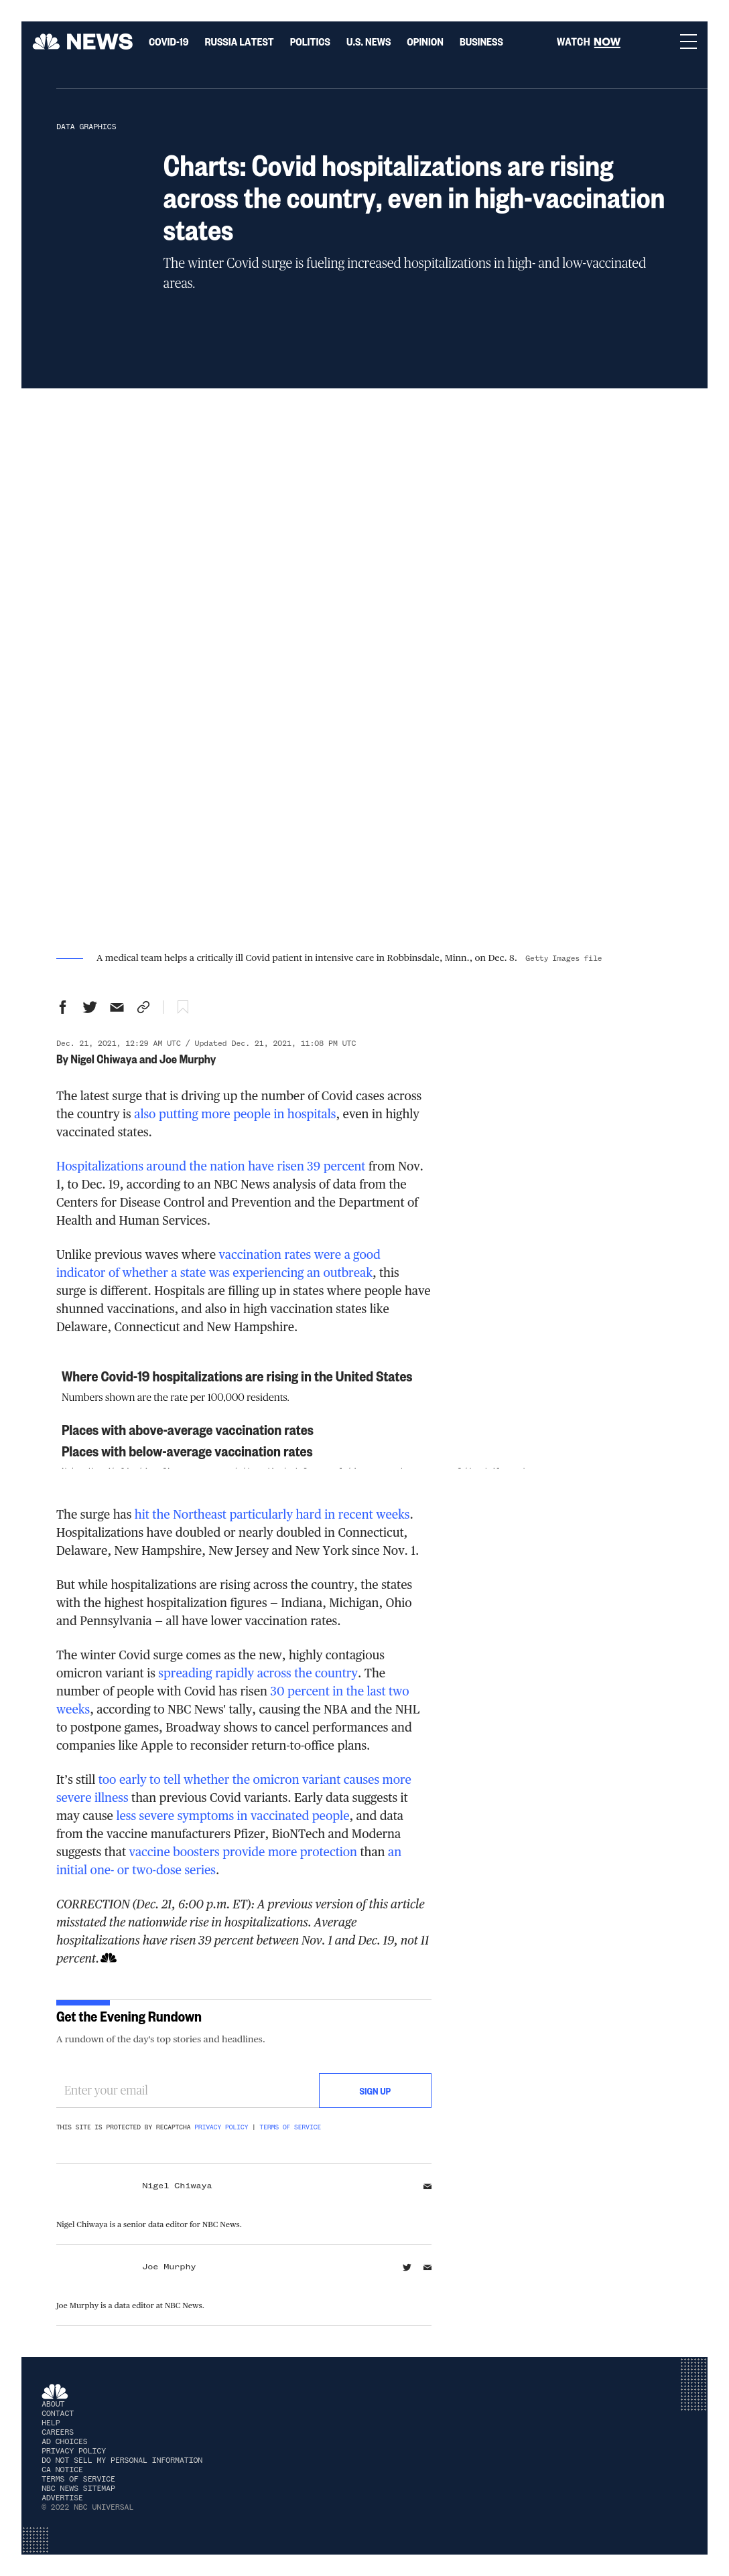 NEWS COVID-19 RUSSIA LATEST POLITICS U.S. NEWS OPINION BUSINESS WATCH NOW
DATA GRAPHICS
Charts: Covid hospitalizations are rising
across the country, even in high-vaccination
states
The winter Covid surge is fueling increased hospitalizations in high- and low-vaccinated
areas.
A medical team helps a critically ill Covid patient in intensive care in Robbinsdale, Minn., on Dec. 8. Getty Images file
Dec. 21, 2021, 12:29 AM UTC / Updated Dec. 21, 2021, 11:08 PM UTC
By Nigel Chiwaya and Joe Murphy
The latest surge that is driving up the number of Covid cases across
the country is also putting more people in hospitals, even in highly
vaccinated states.
Hospitalizations around the nation have risen 39 percent from Nov.
1, to Dec. 19, according to an NBC News analysis of data from the
Centers for Disease Control and Prevention and the Department of
Health and Human Services.
Unlike previous waves where vaccination rates were a good
indicator of whether a state was experiencing an outbreak, this
surge is different. Hospitals are filling up in states where people have
shunned vaccinations, and also in high vaccination states like
Delaware, Connecticut and New Hampshire.
Where Covid-19 hospitalizations are rising in the United States
Numbers shown are the rate per 100,000 residents.
Places with above-average vaccination rates
Places with below-average vaccination rates
The surge has hit the Northeast particularly hard in recent weeks.
Hospitalizations have doubled or nearly doubled in Connecticut,
Delaware, New Hampshire, New Jersey and New York since Nov. 1.
But while hospitalizations are rising across the country, the states
with the highest hospitalization figures — Indiana, Michigan, Ohio
and Pennsylvania — all have lower vaccination rates.
The winter Covid surge comes as the new, highly contagious
omicron variant is spreading rapidly across the country. The
number of people with Covid has risen 30 percent in the last two
weeks, according to NBC News' tally, causing the NBA and the NHL
to postpone games, Broadway shows to cancel performances and
companies like Apple to reconsider return-to-office plans.
It's still too early to tell whether the omicron variant causes more
severe illness than previous Covid variants. Early data suggests it
may cause less severe symptoms in vaccinated people, and data
from the vaccine manufacturers Pfizer, BioNTech and Moderna
suggests that vaccine boosters provide more protection than an
initial one- or two-dose series.
CORRECTION (Dec. 21, 6:00 p.m. ET): A previous version of this article
misstated the nationwide rise in hospitalizations. Average
hospitalizations have risen 39 percent between Nov. 1 and Dec. 19, not 11
percent.
Get the Evening Rundown
A rundown of the day's top stories and headlines.
Enter your email SIGN UP
THIS SITE IS PROTECTED BY RECAPTCHA PRIVACY POLICY | TERMS OF SERVICE
Nigel Chiwaya
Nigel Chiwaya is a senior data editor for NBC News.
Joe Murphy
Joe Murphy is a data editor at NBC News.
ABOUT
CONTACT
HELP
CAREERS
AD CHOICES
PRIVACY POLICY
DO NOT SELL MY PERSONAL INFORMATION
CA NOTICE
TERMS OF SERVICE
NBC NEWS SITEMAP
ADVERTISE
© 2022 NBC UNIVERSAL